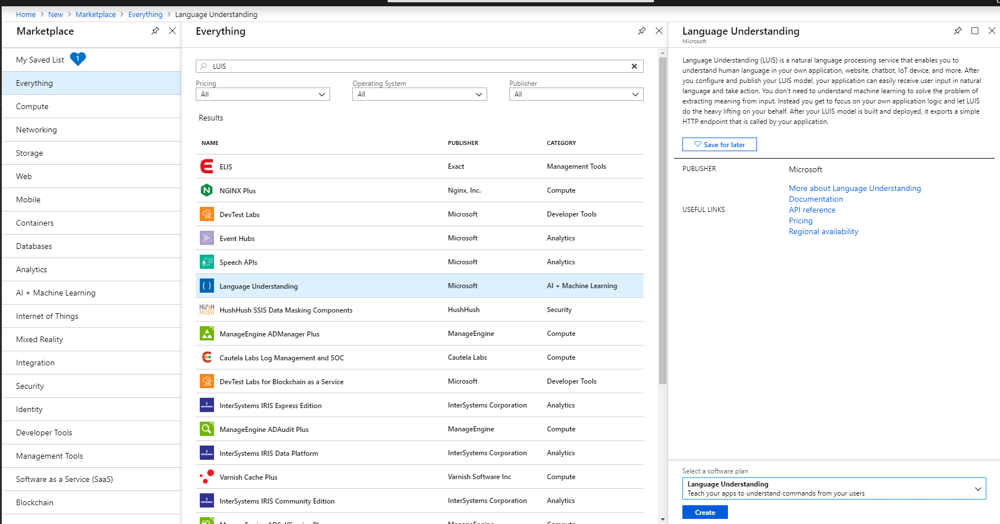 Home > New > Marketplace > Everything > Language Understanding
Marketplace
My Saved List 1
Everything
Compute
Networking
Storage
Web
Mobile
Containers
Databases
Analytics
AI + Machine Learning
Internet of Things
Mixed Reality
Integration
Security
Identity
Developer Tools
Management Tools
Software as a Service (SaaS)
Blockchain
Everything
LUIS
Pricing Operating System Publisher
All All All
Results
NAME PUBLISHER CATEGORY
ELIS Exact Management Tools
NGINX Plus Nginx, Inc. Compute
DevTest Labs Microsoft Developer Tools
Event Hubs Microsoft Analytics
Speech APIs Microsoft Analytics
Language Understanding Microsoft AI + Machine Learning
HUSH
HUSH
HushHush SSIS Data Masking Components HushHush Security
ManageEngine ADManager Plus ManageEngine Compute
Cautela Labs Log Management and SOC Cautela Labs Compute
DevTest Labs for Blockchain as a Service Microsoft Developer Tools
InterSystems IRIS Express Edition InterSystems Corporation Analytics
ManageEngine ADAudit Plus ManageEngine Compute
InterSystems IRIS Data Platform InterSystems Corporation Analytics
Varnish Cache Plus Varnish Software Inc Compute
InterSystems IRIS Community Edition InterSystems Corporation Analytics
Language Understanding
Microsoft
Language Understanding (LUIS) is a natural language processing service that enables you to
understand human language in your own application, website, chatbot, IoT device, and more. After
you configure and publish your LUIS model, your application can easily receive user input in natural
language and take action. You don't need to understand machine learning to solve the problem of
extracting meaning from input. Instead you get to focus on your own application logic and let LUIS
do the heavy lifting on your behalf. After your LUIS model is built and deployed, it exports a simple
HTTP endpoint that is called by your application.
Save for later
PUBLISHER Microsoft
USEFUL LINKS
More about Language Understanding
Documentation
API reference
Pricing
Regional availability
Select a software plan
Language Understanding
Teach your apps to understand commands from your users
Create